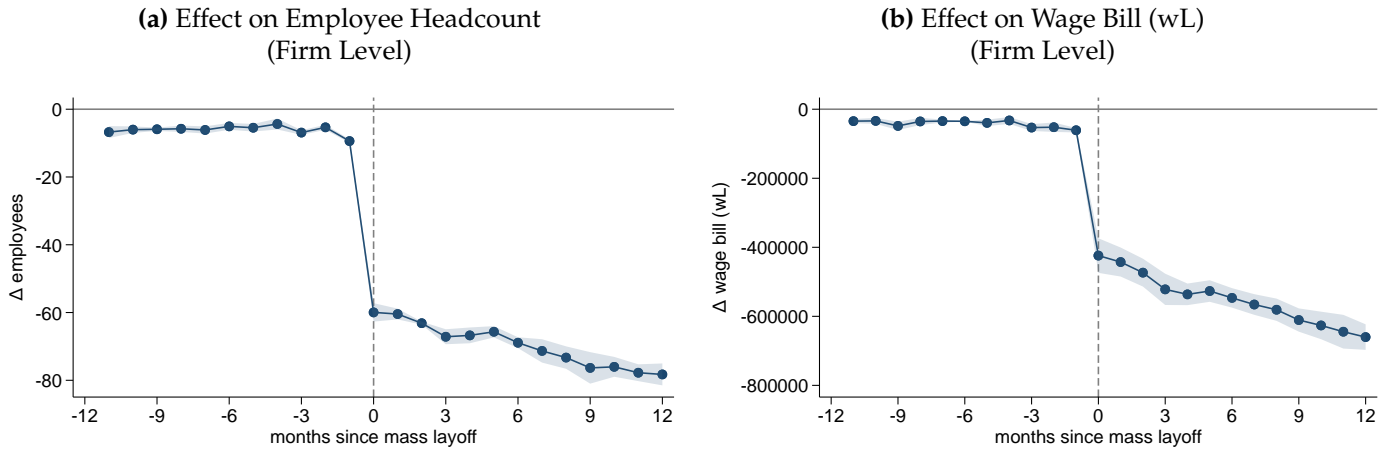 (a) Effect on Employee Headcount
(Firm Level)
0
-20
-40
-60
-80
Δ employees
-12 -9 -6 -3 0 3 6 9 12
months since mass layoff
(b) Effect on Wage Bill (wL)
(Firm Level)
0
-200000
-400000
-600000
-800000
Δ wage bill (wL)
-12 -9 -6 -3 0 3 6 9 12
months since mass layoff